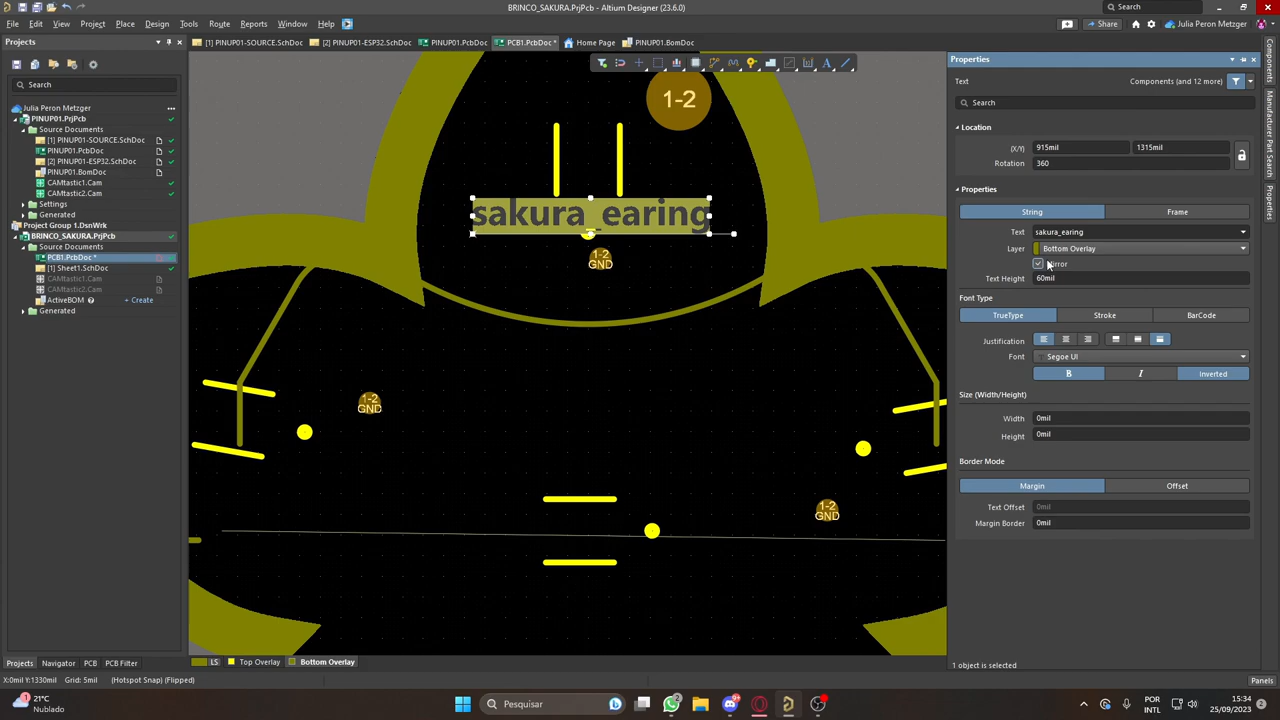 BRINCO_SAKURA.PrjPcb - Altium Designer (23.6.0)
Search
File Edit View Project Place Design Tools Route Reports Window Help
Share
Julia Peron Metzger
Projects
[1] PINUP01-SOURCE.SchDoc
[2] PINUP01-ESP32.SchDoc
PINUP01.PcbDoc
PCB1.PcbDoc *
Home Page
PINUP01.BomDoc
Properties
Search
Julia Peron Metzger
PINUP01.PrjPcb
Source Documents
[1] PINUP01-SOURCE.SchDoc
PINUP01.PcbDoc
[2] PINUP01-ESP32.SchDoc
PINUP01.BomDoc
CAMtastic1.Cam
CAMtastic2.Cam
Settings
Generated
Project Group 1.DsnWrk
BRINCO_SAKURA.PrjPcb
Source Documents
PCB1.PcbDoc *
[1] Sheet1.SchDoc
CAMtastic1.Cam
CAMtastic2.Cam
ActiveBOM
+ Create
Generated
1-2
sakura_earing
1-2
GND
1-2
GND
1-2
GND
Text
Components (and 12 more)
Search
Location
(X/Y) 915mil 1315mil
Rotation 360
Properties
String Frame
Text sakura_earing
Layer Bottom Overlay
Mirror
Text Height 60mil
Font Type
TrueType Stroke BarCode
Justification
Font Segoe UI
B I Inverted
Size (Width/Height)
Width 0mil
Height 0mil
Border Mode
Margin Offset
Text Offset 0mil
Margin Border 0mil
1 object is selected
Components
Manufacturer Part Search
Properties
Projects Navigator PCB PCB Filter
LS Top Overlay Bottom Overlay
X:0mil Y:1330mil Grid: 5mil (Hotspot Snap) (Flipped)
Panels
21°C
Nublado
Pesquisar
POR
INTL
15:34
25/09/2023